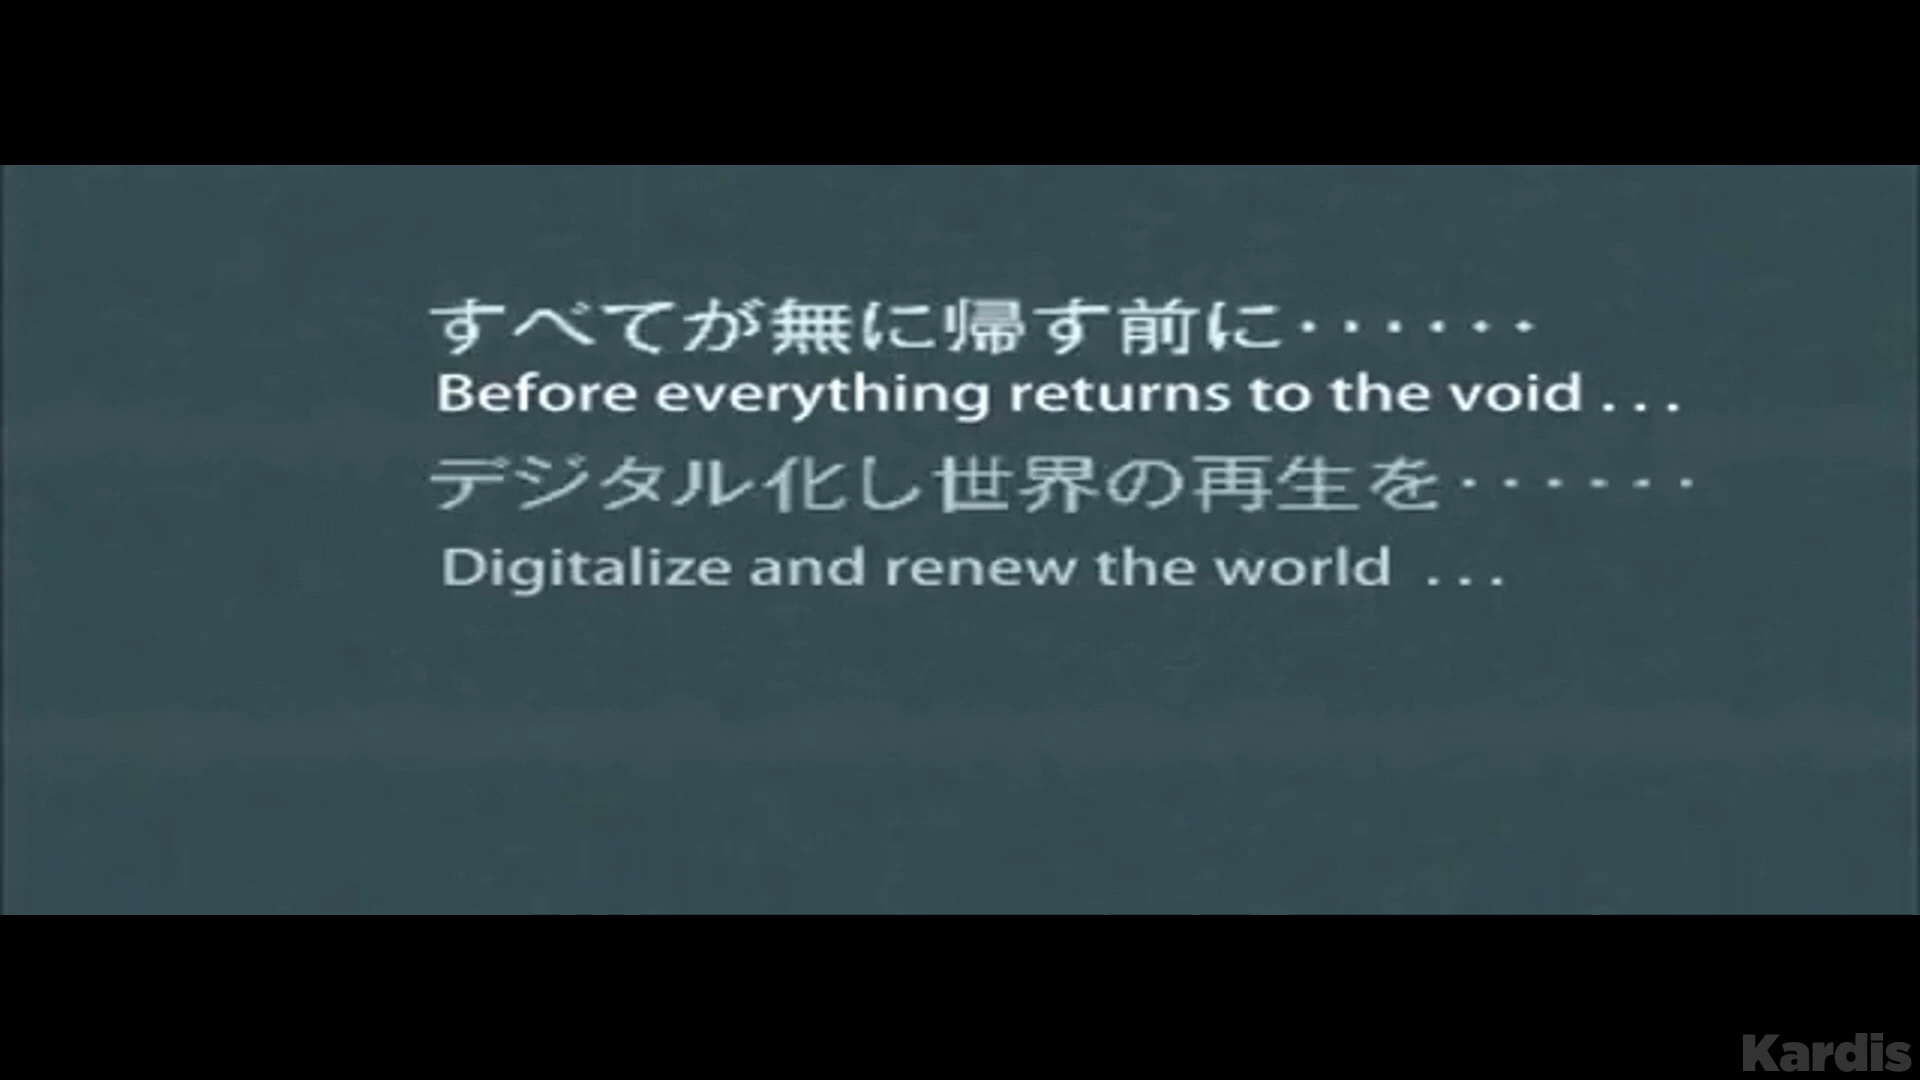 すべてが無に帰す前に・・・・・・
Before everything returns to the void . . .
デジタル化し世界の再生を・・・・・・
Digitalize and renew the world . . .
Kardis